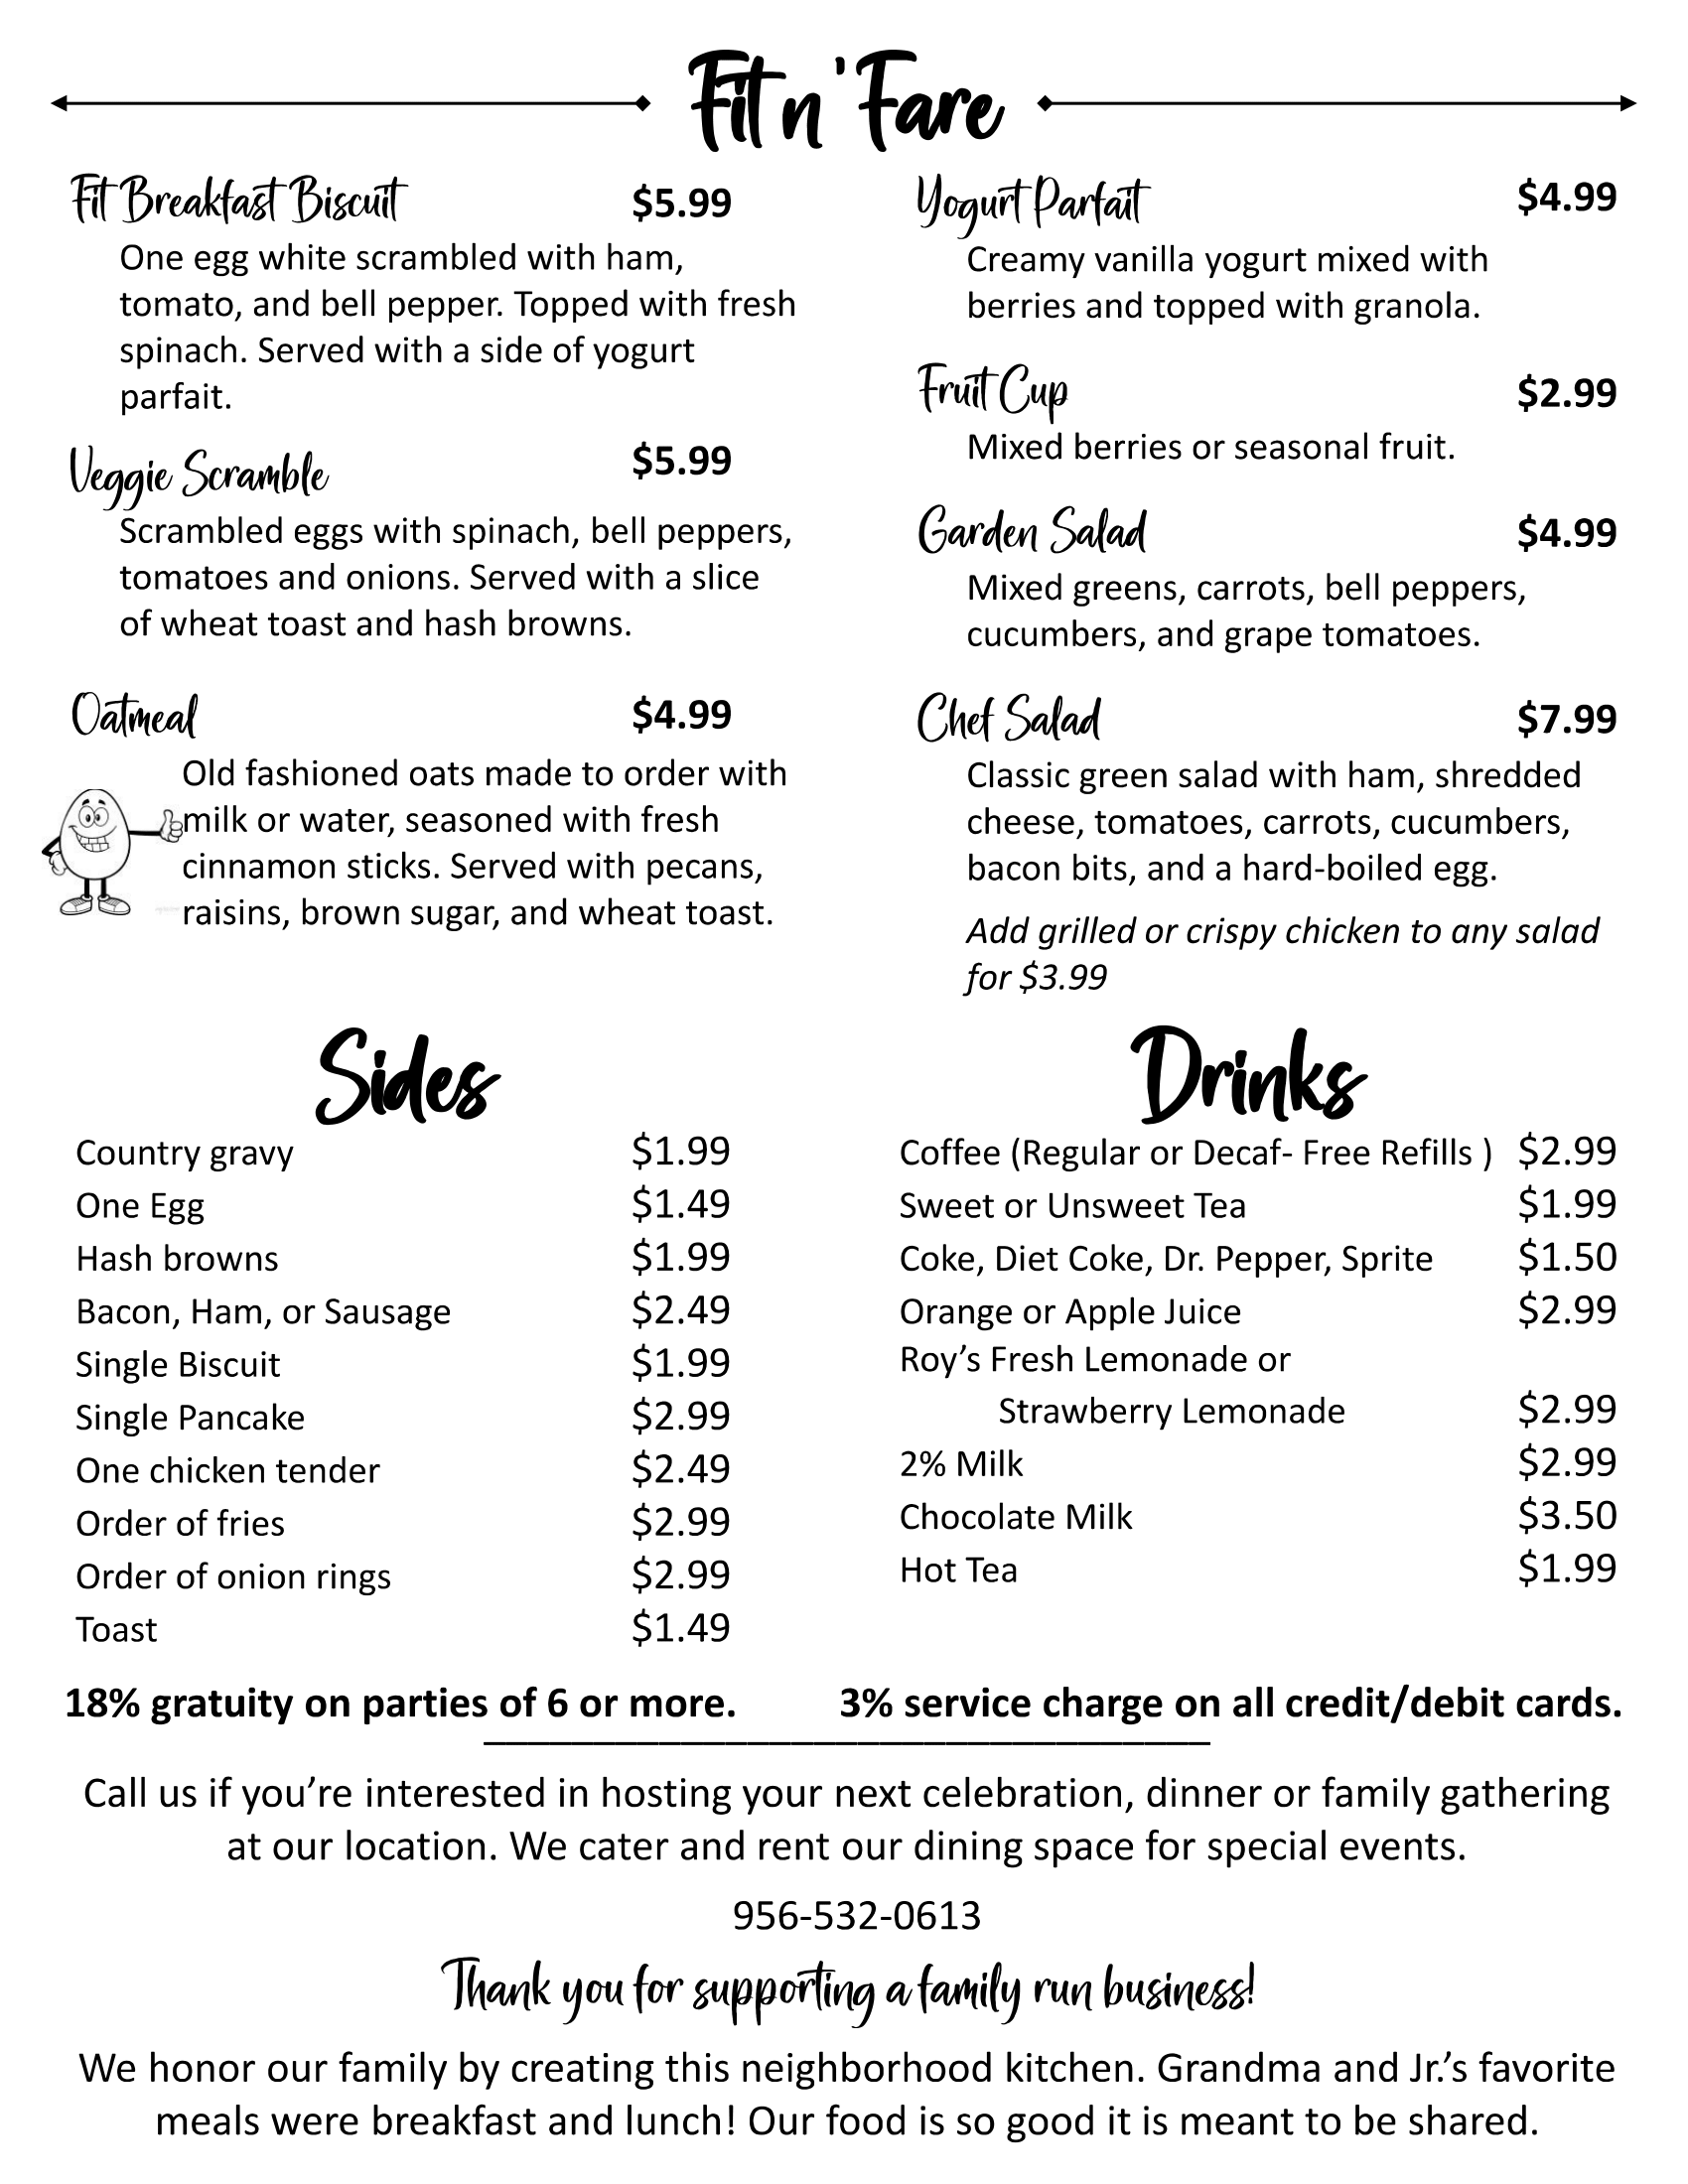 Fit n' Fare
Fit Breakfast Biscuit $5.99
One egg white scrambled with ham,
tomato, and bell pepper. Topped with fresh
spinach. Served with a side of yogurt
parfait.
Veggie Scramble $5.99
Scrambled eggs with spinach, bell peppers,
tomatoes and onions. Served with a slice
of wheat toast and hash browns.
Oatmeal $4.99
Old fashioned oats made to order with
milk or water, seasoned with fresh
cinnamon sticks. Served with pecans,
raisins, brown sugar, and wheat toast.
Yogurt Parfait $4.99
Creamy vanilla yogurt mixed with
berries and topped with granola.
Fruit Cup $2.99
Mixed berries or seasonal fruit.
Garden Salad $4.99
Mixed greens, carrots, bell peppers,
cucumbers, and grape tomatoes.
Chef Salad $7.99
Classic green salad with ham, shredded
cheese, tomatoes, carrots, cucumbers,
bacon bits, and a hard-boiled egg.
Add grilled or crispy chicken to any salad
for $3.99
Sides
Country gravy $1.99
One Egg $1.49
Hash browns $1.99
Bacon, Ham, or Sausage $2.49
Single Biscuit $1.99
Single Pancake $2.99
One chicken tender $2.49
Order of fries $2.99
Order of onion rings $2.99
Toast $1.49
Drinks
Coffee (Regular or Decaf- Free Refills ) $2.99
Sweet or Unsweet Tea $1.99
Coke, Diet Coke, Dr. Pepper, Sprite $1.50
Orange or Apple Juice $2.99
Roy’s Fresh Lemonade or
Strawberry Lemonade $2.99
2% Milk $2.99
Chocolate Milk $3.50
Hot Tea $1.99
18% gratuity on parties of 6 or more. 3% service charge on all credit/debit cards.
Call us if you’re interested in hosting your next celebration, dinner or family gathering
at our location. We cater and rent our dining space for special events.
956-532-0613
Thank you for supporting a family run business!
We honor our family by creating this neighborhood kitchen. Grandma and Jr.’s favorite
meals were breakfast and lunch! Our food is so good it is meant to be shared.